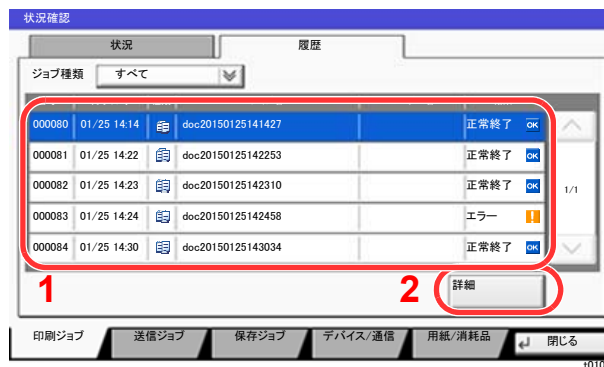 状況確認
状況 履歴
ジョブ種類 すべて
000080 01/25 14:14 doc20150125141427 正常終了 OK
000081 01/25 14:22 doc20150125142253 正常終了 OK
000082 01/25 14:23 doc20150125142310 正常終了 OK
1/1
000083 01/25 14:24 doc20150125142458 エラー !
000084 01/25 14:30 doc20150125143034 正常終了 OK
1 2 詳細
印刷ジョブ 送信ジョブ 保存ジョブ デバイス/通信 用紙/消耗品 閉じる